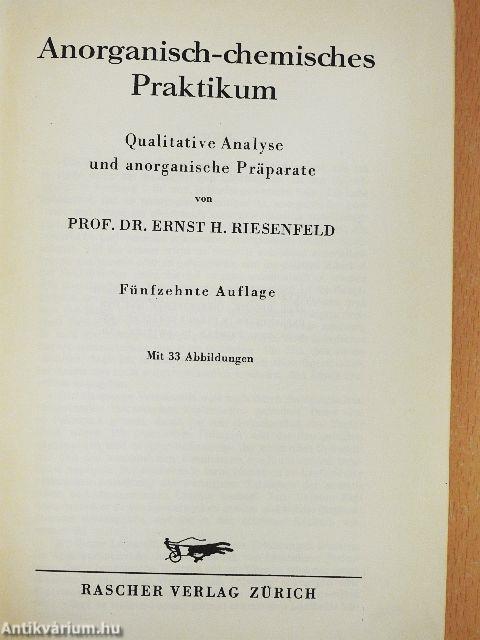 Anorganisch-chemisches
Praktikum
Qualitative Analyse
und anorganische Präparate
von
PROF. DR. ERNST H. RIESENFELD
Fünfzehnte Auflage
Mit 33 Abbildungen
RASCHER VERLAG ZÜRICH
Antikvárium.hu